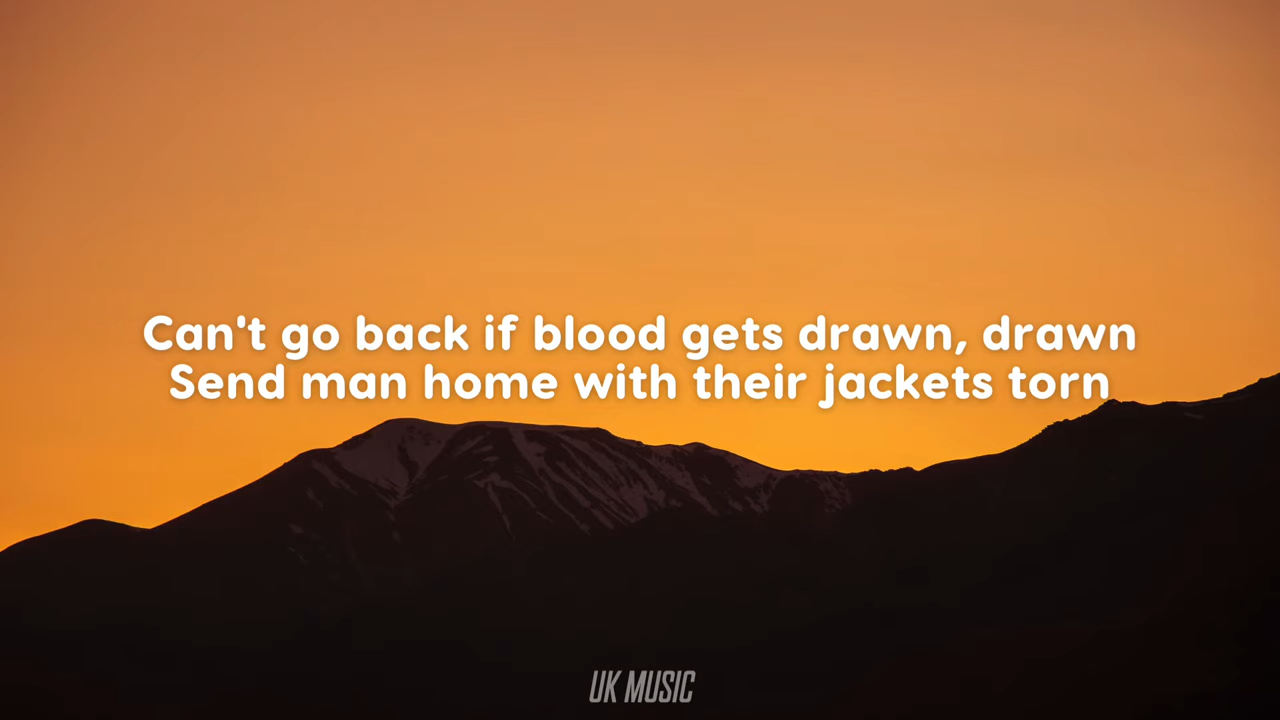 Can't go back if blood gets drawn, drawn
Send man home with their jackets torn
UK MUSIC